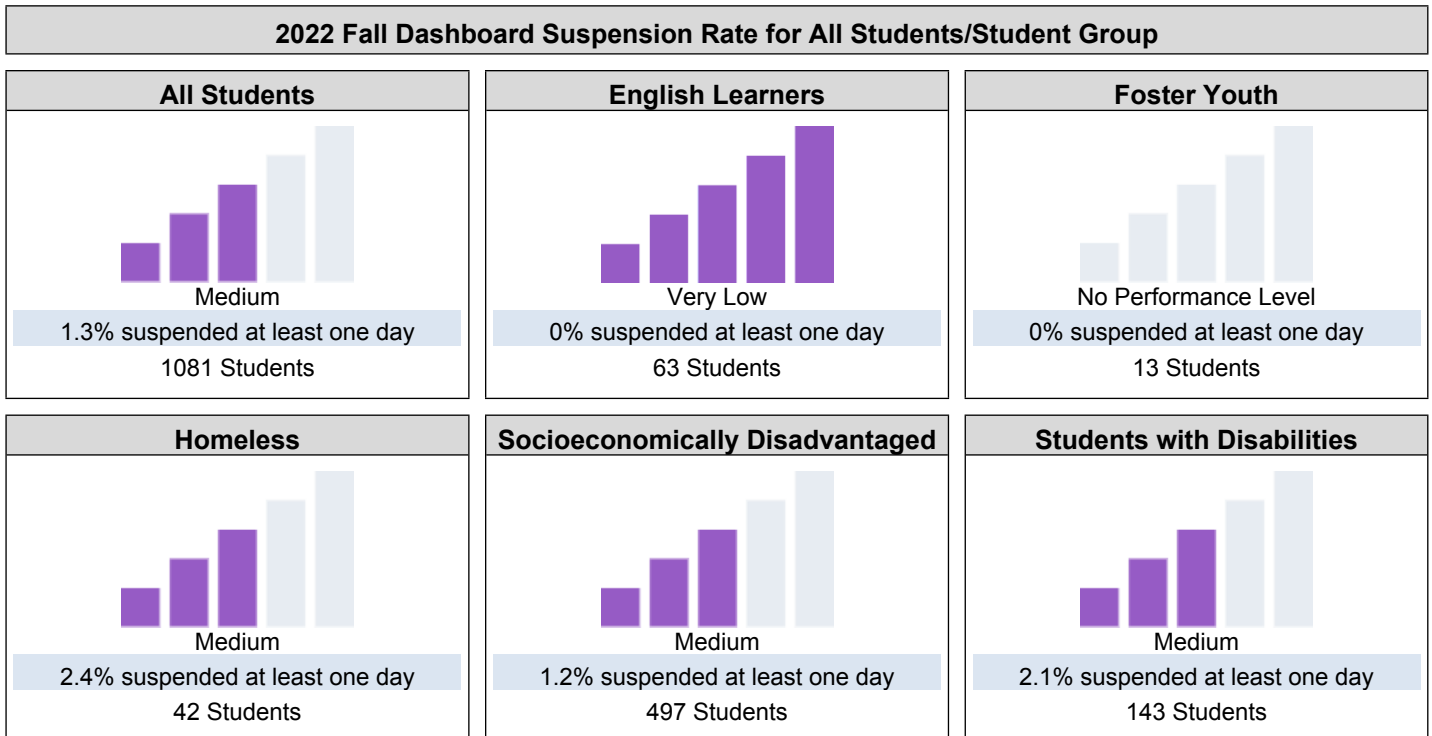 2022 Fall Dashboard Suspension Rate for All Students/Student Group
All Students
Medium
1.3% suspended at least one day
1081 Students
English Learners
Very Low
0% suspended at least one day
63 Students
Foster Youth
No Performance Level
0% suspended at least one day
13 Students
Homeless
Medium
2.4% suspended at least one day
42 Students
Socioeconomically Disadvantaged
Medium
1.2% suspended at least one day
497 Students
Students with Disabilities
Medium
2.1% suspended at least one day
143 Students